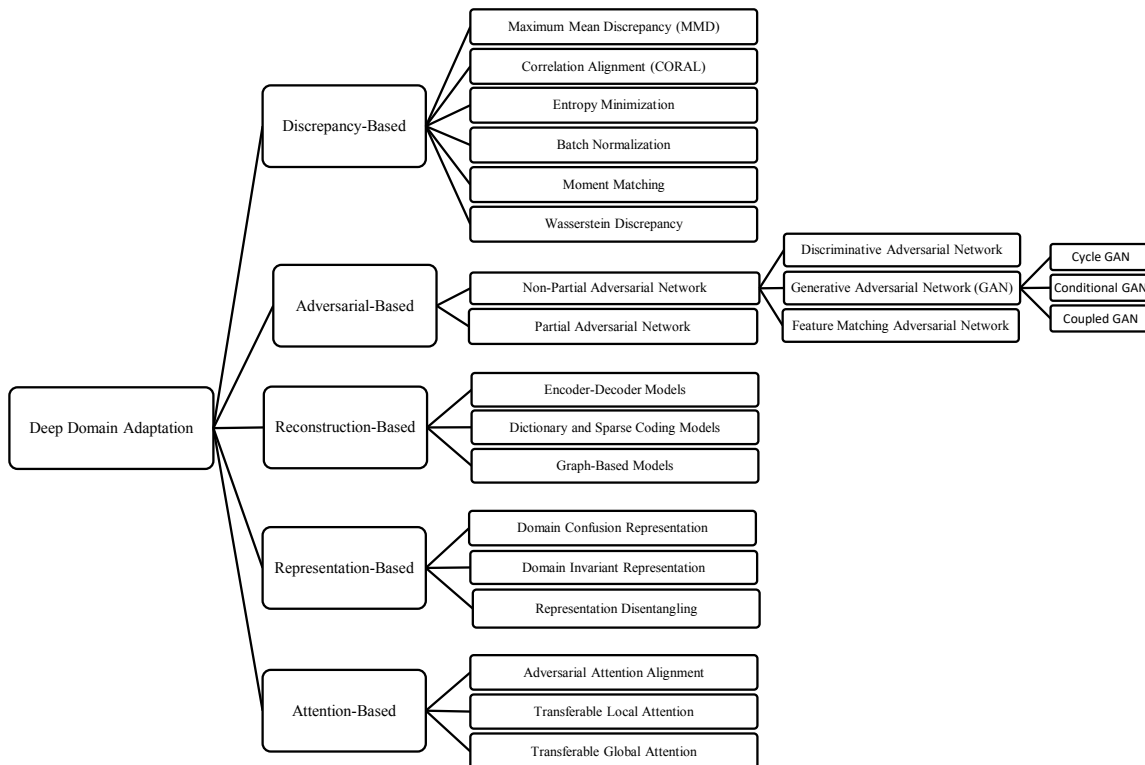 Deep Domain Adaptation
Discrepancy-Based
Maximum Mean Discrepancy (MMD)
Correlation Alignment (CORAL)
Entropy Minimization
Batch Normalization
Moment Matching
Wasserstein Discrepancy
Adversarial-Based
Non-Partial Adversarial Network
Discriminative Adversarial Network
Generative Adversarial Network (GAN)
Cycle GAN
Conditional GAN
Coupled GAN
Feature Matching Adversarial Network
Partial Adversarial Network
Reconstruction-Based
Encoder-Decoder Models
Dictionary and Sparse Coding Models
Graph-Based Models
Representation-Based
Domain Confusion Representation
Domain Invariant Representation
Representation Disentangling
Attention-Based
Adversarial Attention Alignment
Transferable Local Attention
Transferable Global Attention